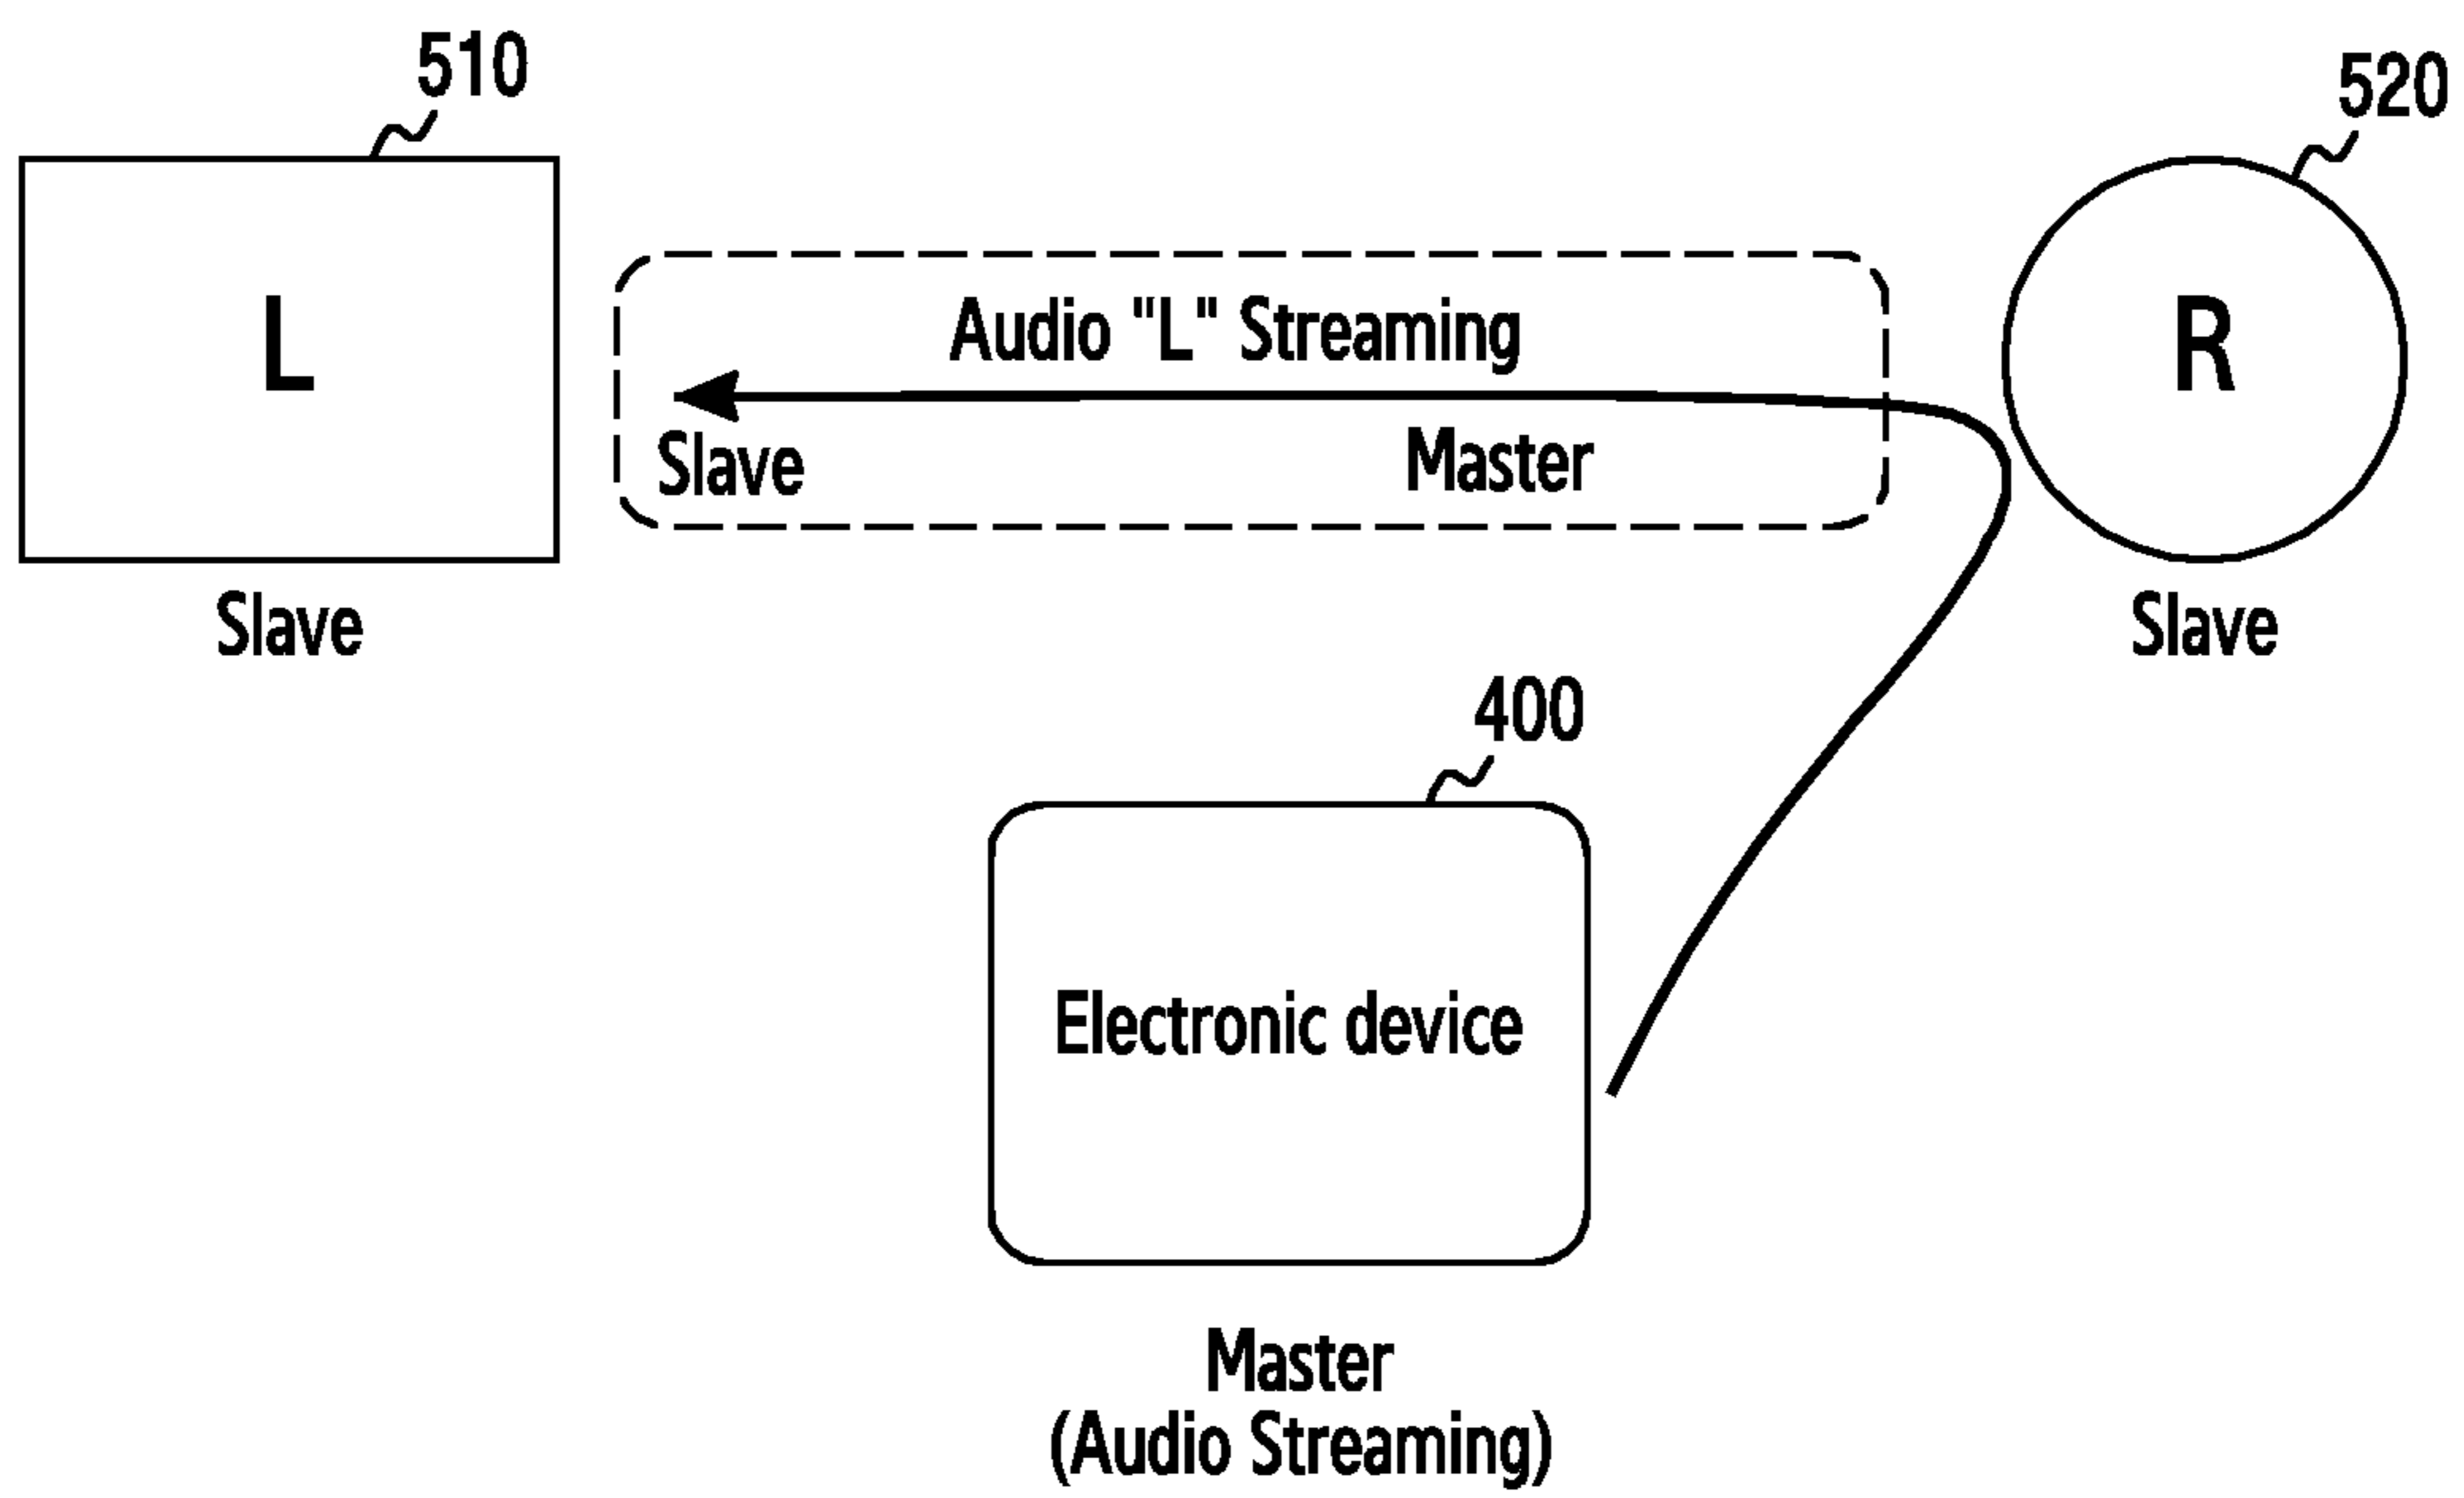 510
520
L
Audio "L" Streaming
R
Slave
Master
Slave
Slave
400
Electronic device
Master
(Audio Streaming)